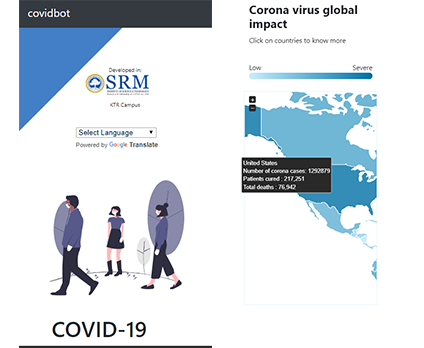 covidbot
Developed in:
SRM
KTR Campus
Select Language
Powered by Google Translate
COVID-19
Corona virus global
impact
Click on countries to know more
Low Severe
+
-
United States
Number of corona cases: 1292879
Patients cured : 217,251
Total deaths : 76,942